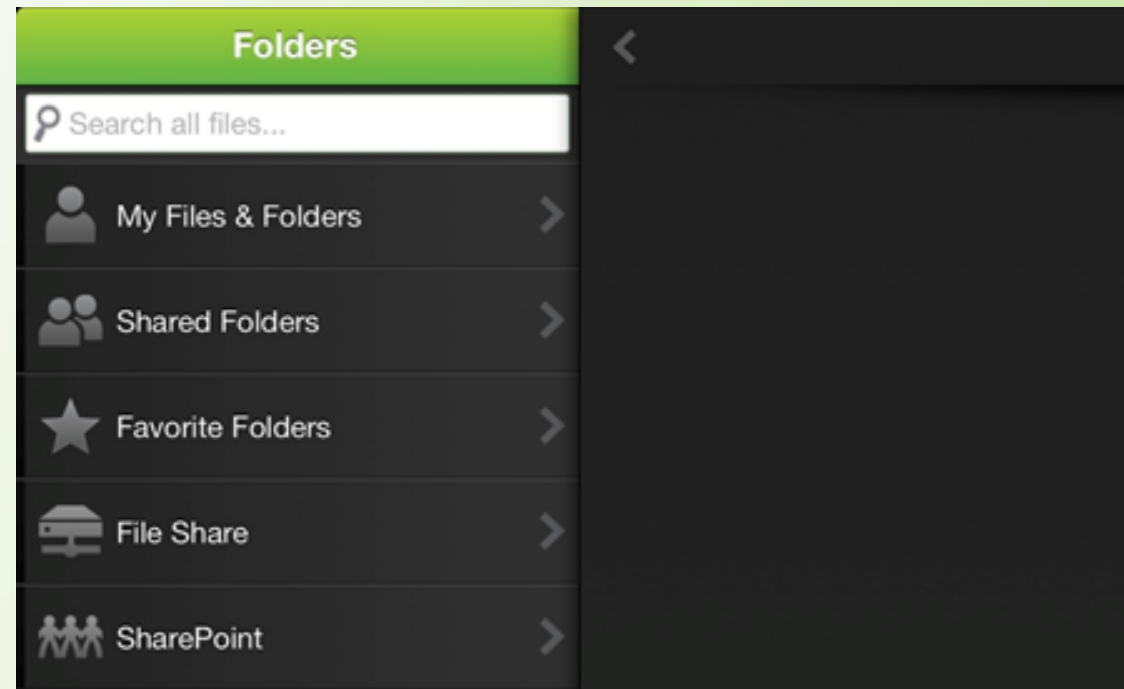 Folders
Search all files...
My Files & Folders
Shared Folders
Favorite Folders
File Share
SharePoint